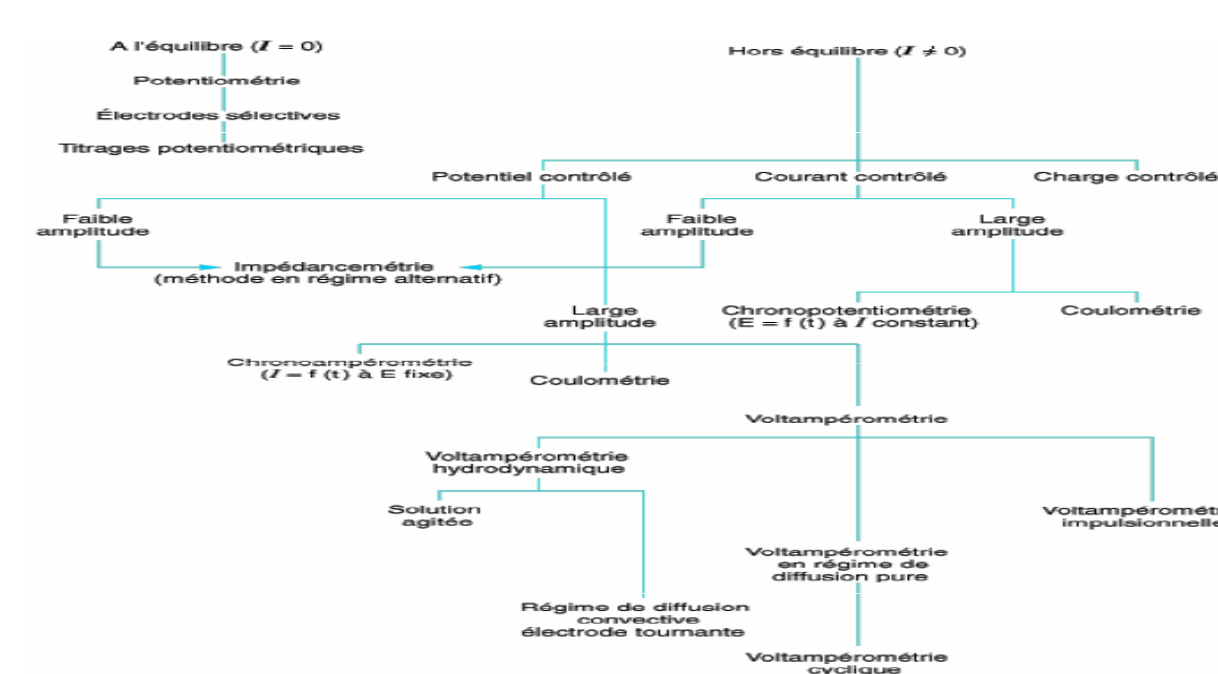 A l'équilibre (I = 0)
Hors équilibre (I ≠ 0)
Potentiométrie
Électrodes sélectives
Titrages potentiométriques
Potentiel contrôlé
Courant contrôlé
Charge contrôlé
Faible
amplitude
Faible
amplitude
Large
amplitude
Impédancemétrie
(méthode en régime alternatif)
Large
amplitude
Chronopotentiométrie
(E = f (t) à I constant)
Coulométrie
Chronoampérométrie
(I = f (t) à E fixe)
Coulométrie
Voltampérométrie
Voltampérométrie
hydrodynamique
Solution
agitée
Voltampérométri
impulsionnelle
Voltampérométrie
en régime de
diffusion pure
Régime de diffusion
convective
électrode tournante
Voltampérométrie
cyclique